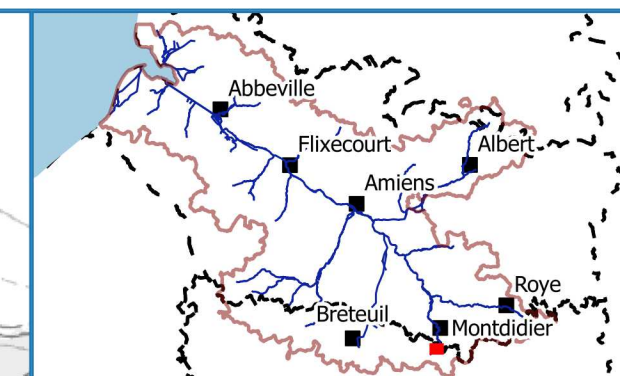 Abbeville
Flixecourt
Albert
Amiens
Roye
Breteuil
Montdidier